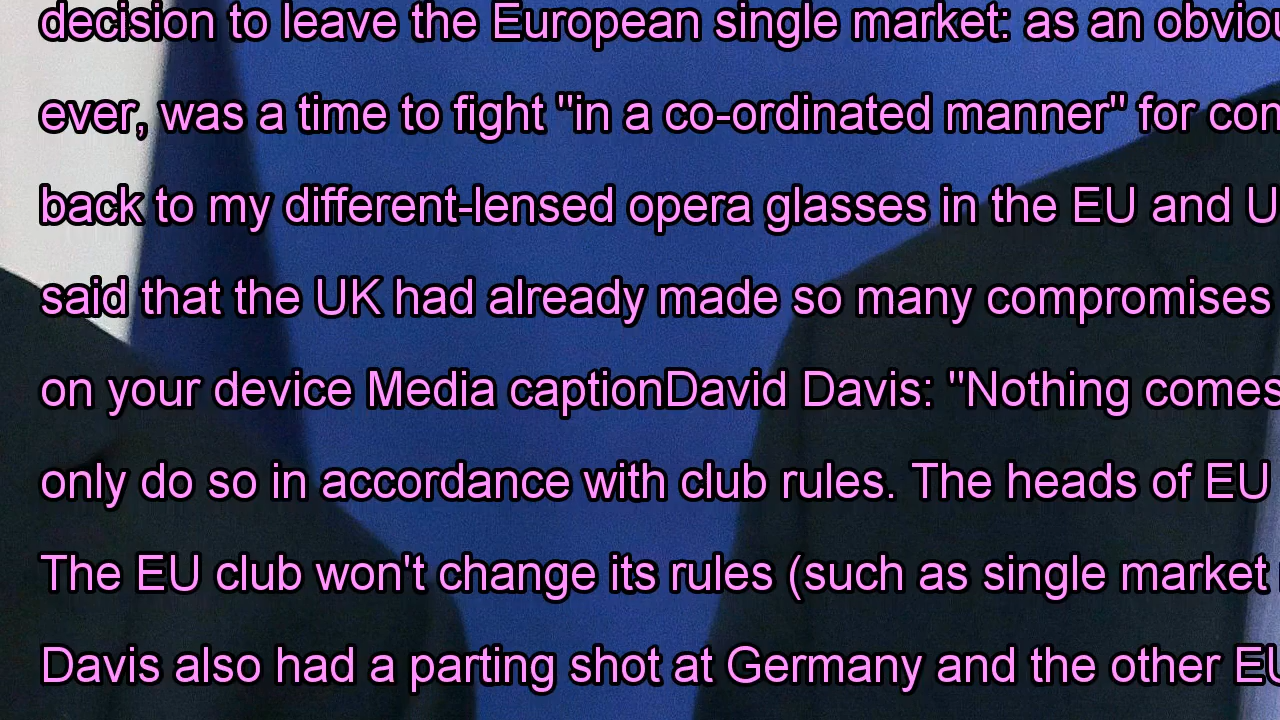 decision to leave the European single market: as an
ever, was a time to fight "in a co-ordinated manner" for
back to my different-lensed opera glasses in the EU and
said that the UK had already made so many compromises
on your device Media captionDavid Davis: "Nothing comes
only do so in accordance with club rules. The heads of EU
The EU club won't change its rules (such as single market
Davis also had a parting shot at Germany and the other